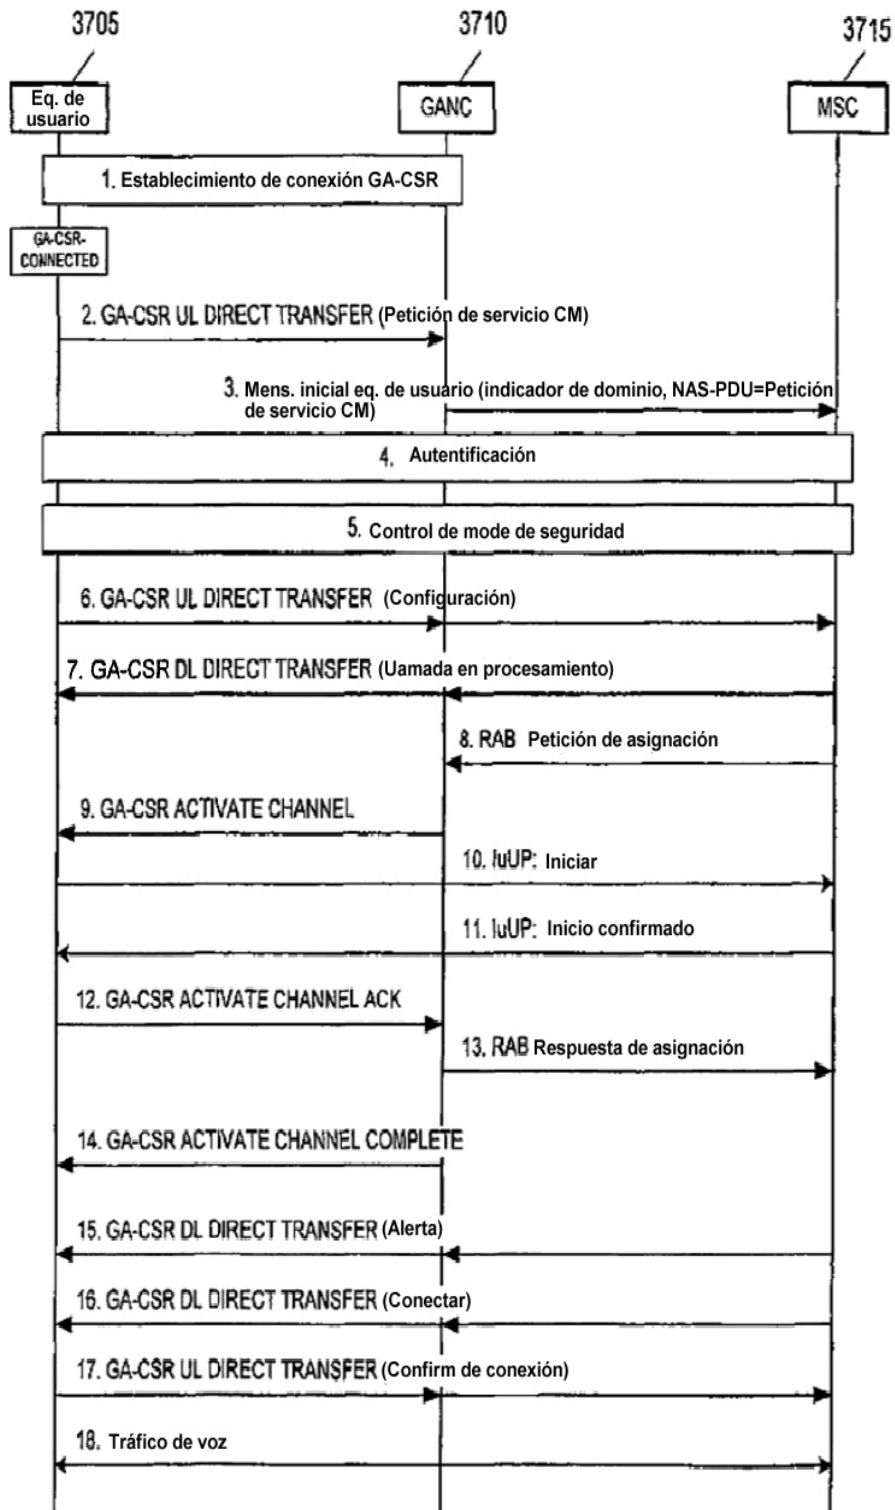 3705
3710
3715
Eq. de
usuario
GANC
MSC
1. Establecimiento de conexión GA-CSR
GA-CSR-
CONNECTED
2. GA-CSR UL DIRECT TRANSFER (Petición de servicio CM)
3. Mens. inicial eq. de usuario (indicador de dominio, NAS-PDU=Petición
de servicio CM)
4. Autentificación
5. Control de mode de seguridad
6. GA-CSR UL DIRECT TRANSFER (Configuración)
7. GA-CSR DL DIRECT TRANSFER (Uamada en procesamiento)
8. RAB Petición de asignación
9. GA-CSR ACTIVATE CHANNEL
10. IuUP: Iniciar
11. IuUP: Inicio confirmado
12. GA-CSR ACTIVATE CHANNEL ACK
13. RAB Respuesta de asignación
14. GA-CSR ACTIVATE CHANNEL COMPLETE
15. GA-CSR DL DIRECT TRANSFER (Alerta)
16. GA-CSR DL DIRECT TRANSFER (Conectar)
17. GA-CSR UL DIRECT TRANSFER (Confirm de conexión)
18. Tráfico de voz